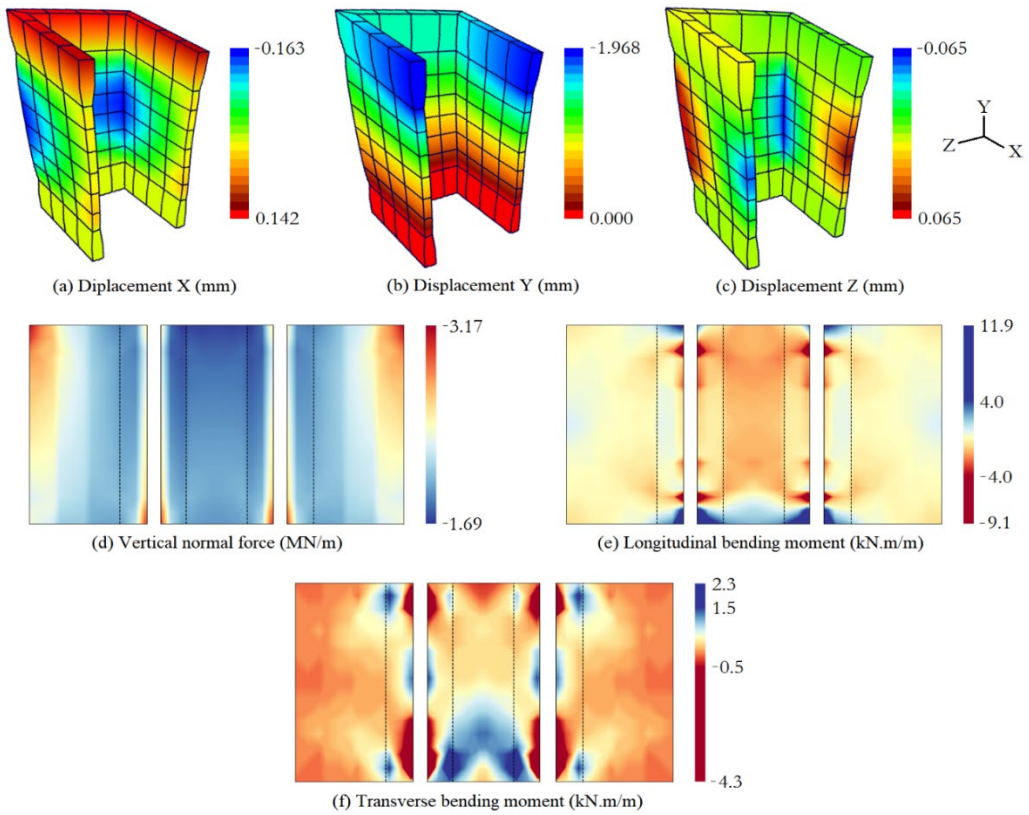 -0.163
0.142
(a) Diplacement X (mm)
-1.968
0.000
(b) Displacement Y (mm)
-0.065
0.065
(c) Displacement Z (mm)
Y
Z
X
-3.17
-1.69
(d) Vertical normal force (MN/m)
11.9
4.0
-4.0
-9.1
(e) Longitudinal bending moment (kN.m/m)
2.3
1.5
-0.5
-4.3
(f) Transverse bending moment (kN.m/m)